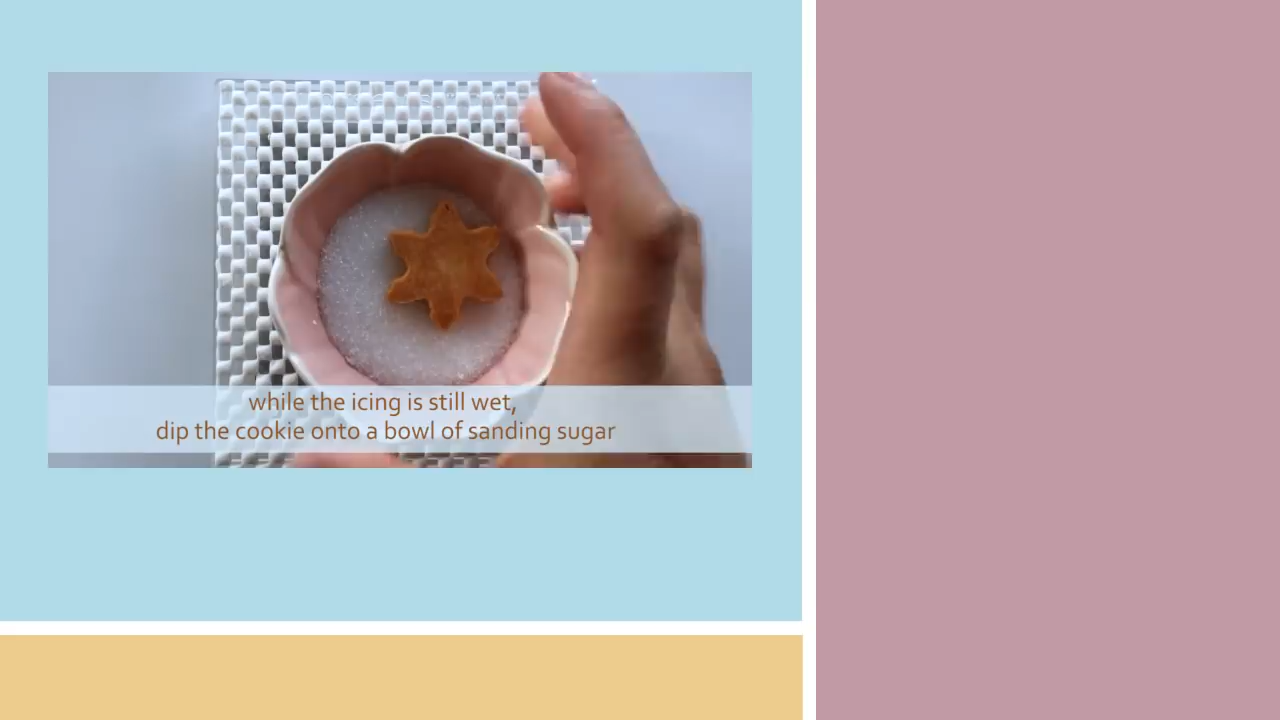 while the icing is still wet,
dip the cookie onto a bowl of sanding sugar